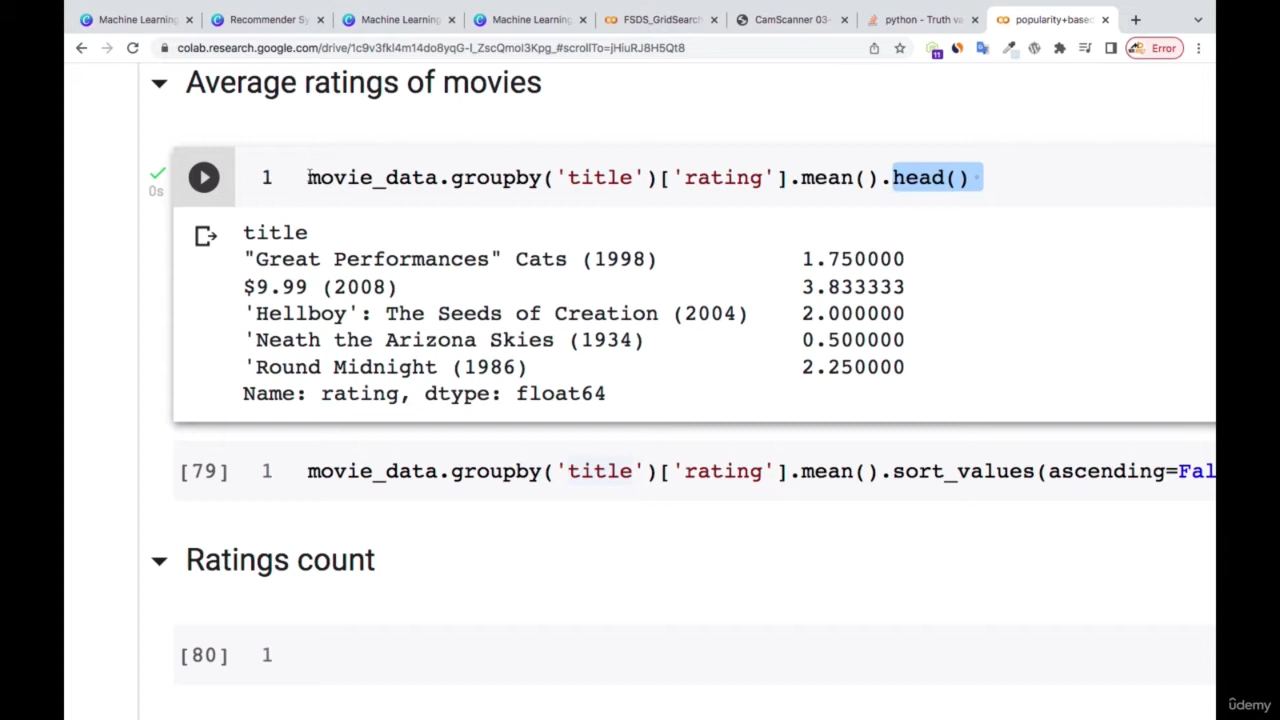 Machine Learning
Recommender Sy
Machine Learning
Machine Learning
FSDS_GridSearch
CamScanner 03-
python - Truth va
popularity+based
colab.research.google.com/drive/1c9v3fkl4m14do8yqG-l_ZscQmol3Kpg_#scrollTo=jHiuRJ8H5Qt8
11
Error
Average ratings of movies
0s
1 movie_data.groupby('title')['rating'].mean().head()
title
"Great Performances" Cats (1998) 1.750000
$9.99 (2008) 3.833333
'Hellboy': The Seeds of Creation (2004) 2.000000
'Neath the Arizona Skies (1934) 0.500000
'Round Midnight (1986) 2.250000
Name: rating, dtype: float64
[79] 1 movie_data.groupby('title')['rating'].mean().sort_values(ascending=Fal
Ratings count
[80] 1
ûdemy